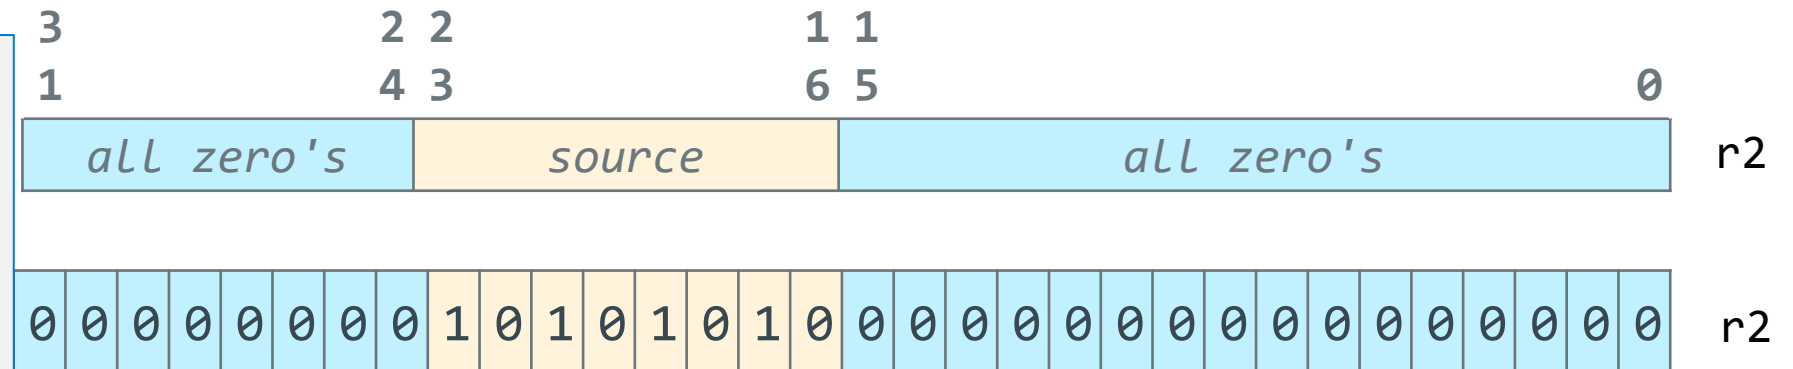 3 2 2 1 1
1 4 3 6 5 0
all zero's source all zero's r2
0 0 0 0 0 0 0 0 1 0 1 0 1 0 1 0 0 0 0 0 0 0 0 0 0 0 0 0 0 0 0 0 r2